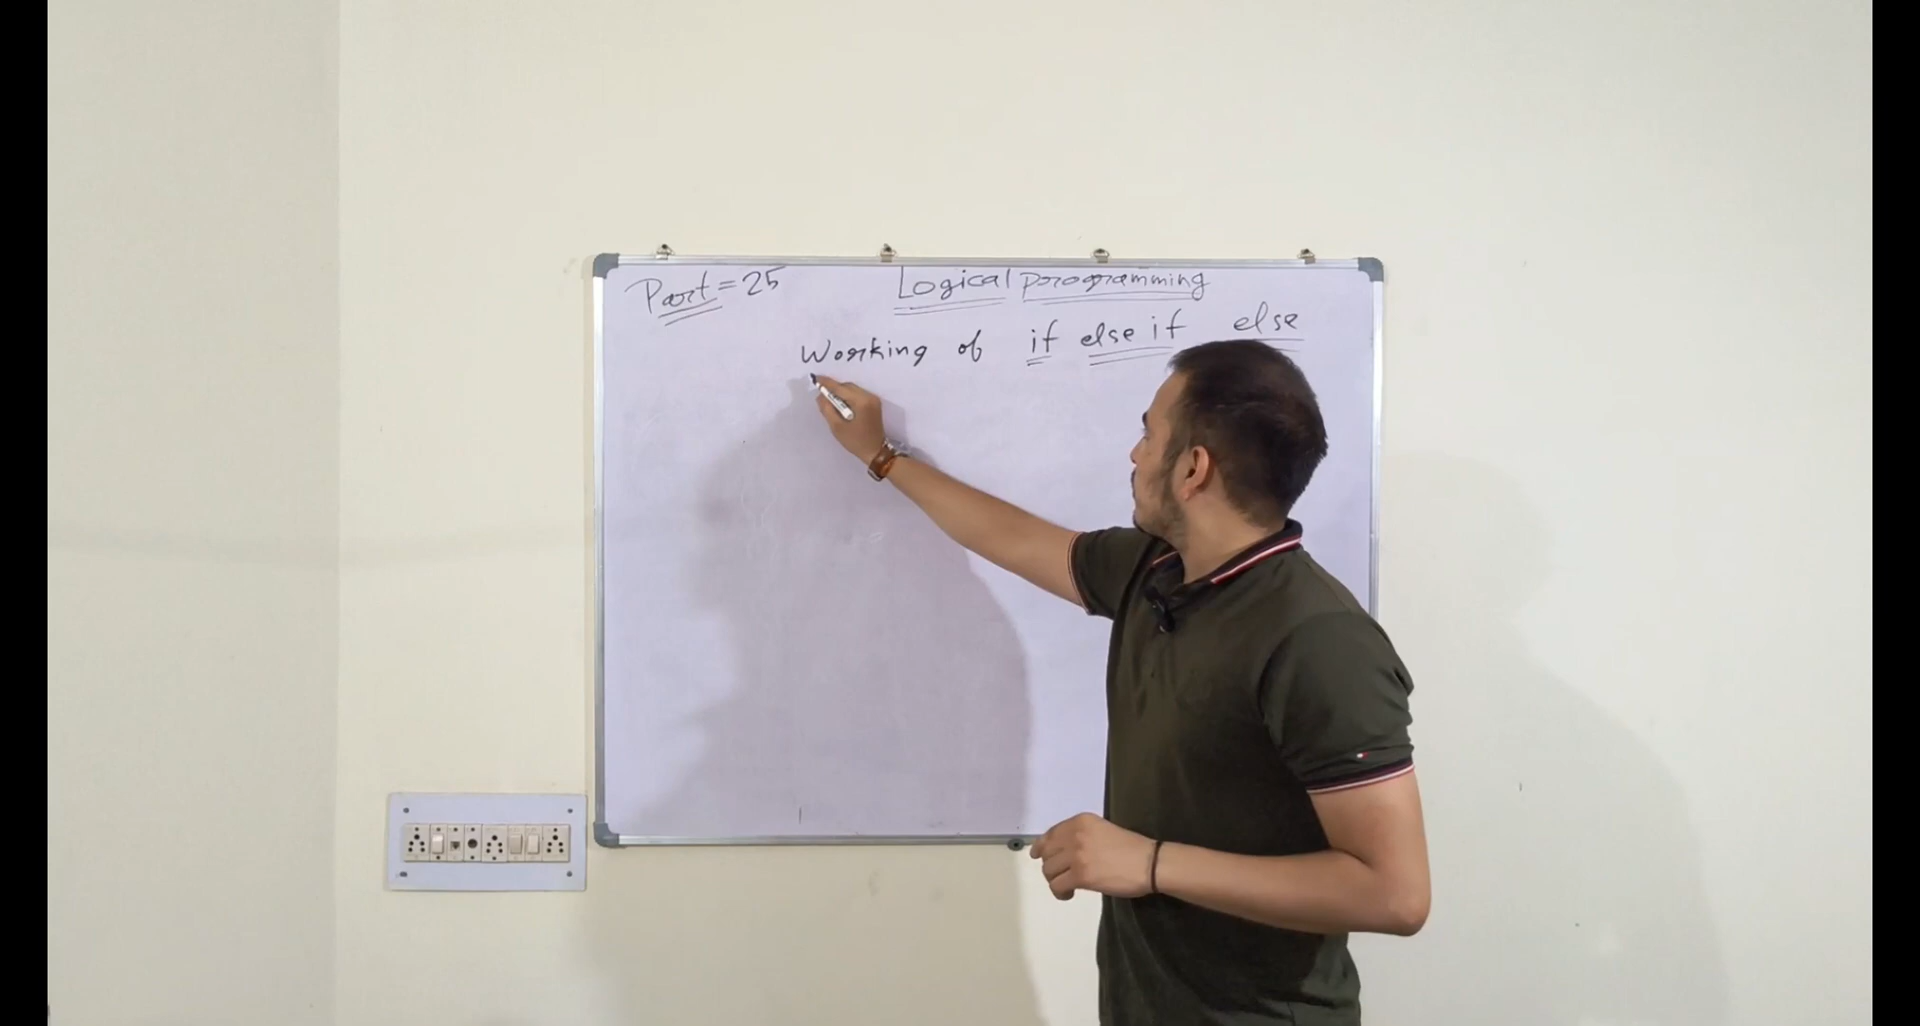 Part = 25
Logical programming
Working of if else if else